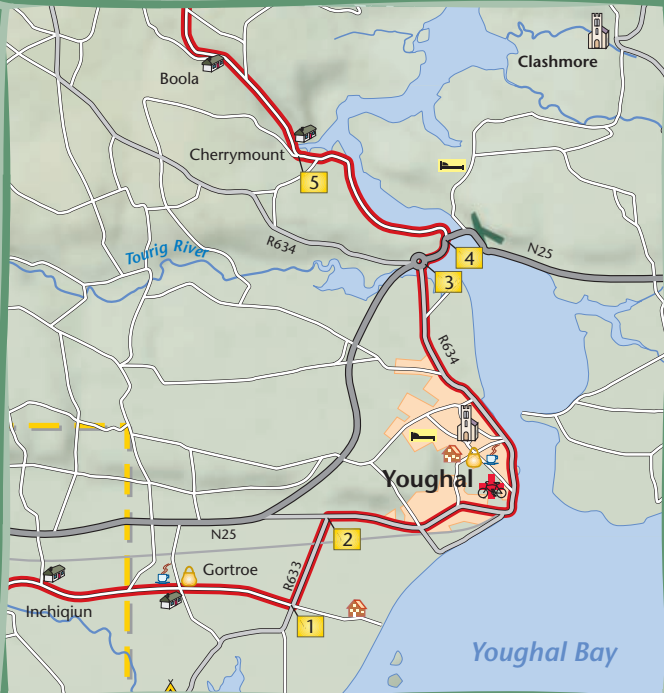 Clashmore
Boola
Cherrymount
5
Tourig River
R634
4
N25
3
R634
Youghal
N25
2
Gortroe
R633
Inchiqiun
1
Youghal Bay